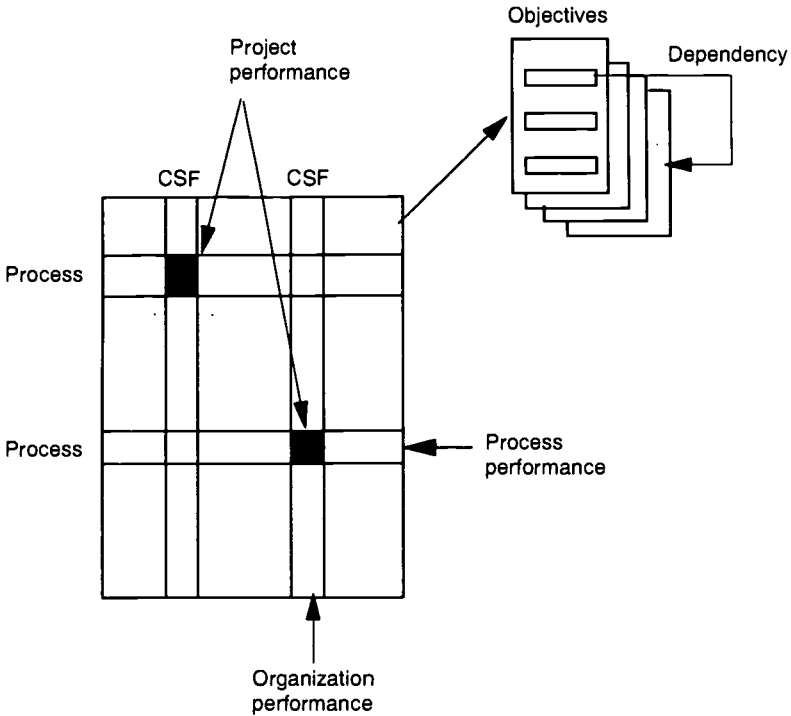 Objectives
Project
performance
Dependency
CSF
CSF
Process
Process
Process
performance
Organization
performance